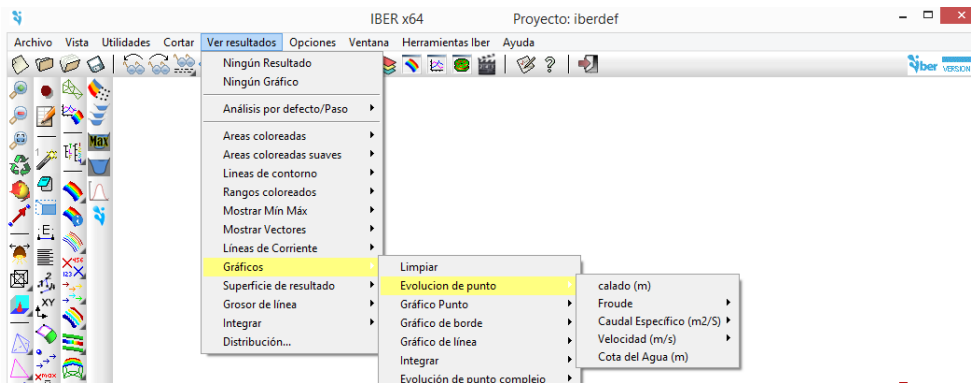 IBER x64 Proyecto: iberdef
Archivo Vista Utilidades Cortar Ver resultados Opciones Ventana Herramientas Iber Ayuda
iber VERSION
Ningún Resultado
Ningún Gráfico
Análisis por defecto/Paso
Areas coloreadas
Areas coloreadas suaves
Lineas de contorno
Rangos coloreados
Mostrar Mín Máx
Mostrar Vectores
Líneas de Corriente
Gráficos
Superficie de resultado
Grosor de línea
Integrar
Distribución...
Limpiar
Evolucion de punto
Gráfico Punto
Gráfico de borde
Gráfico de línea
Integrar
Evolución de punto complejo
calado (m)
Froude
Caudal Específico (m2/S)
Velocidad (m/s)
Cota del Agua (m)
Max
XY